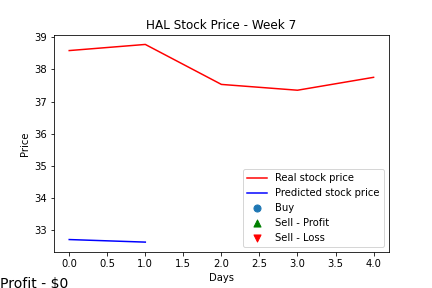 HAL Stock Price - Week 7
39
38
37
36
35
34
33
Price
0.0 0.5 1.0 1.5 2.0 2.5 3.0 3.5 4.0
Days
Real stock price
Predicted stock price
Buy
Sell - Profit
Sell - Loss
Profit - $0